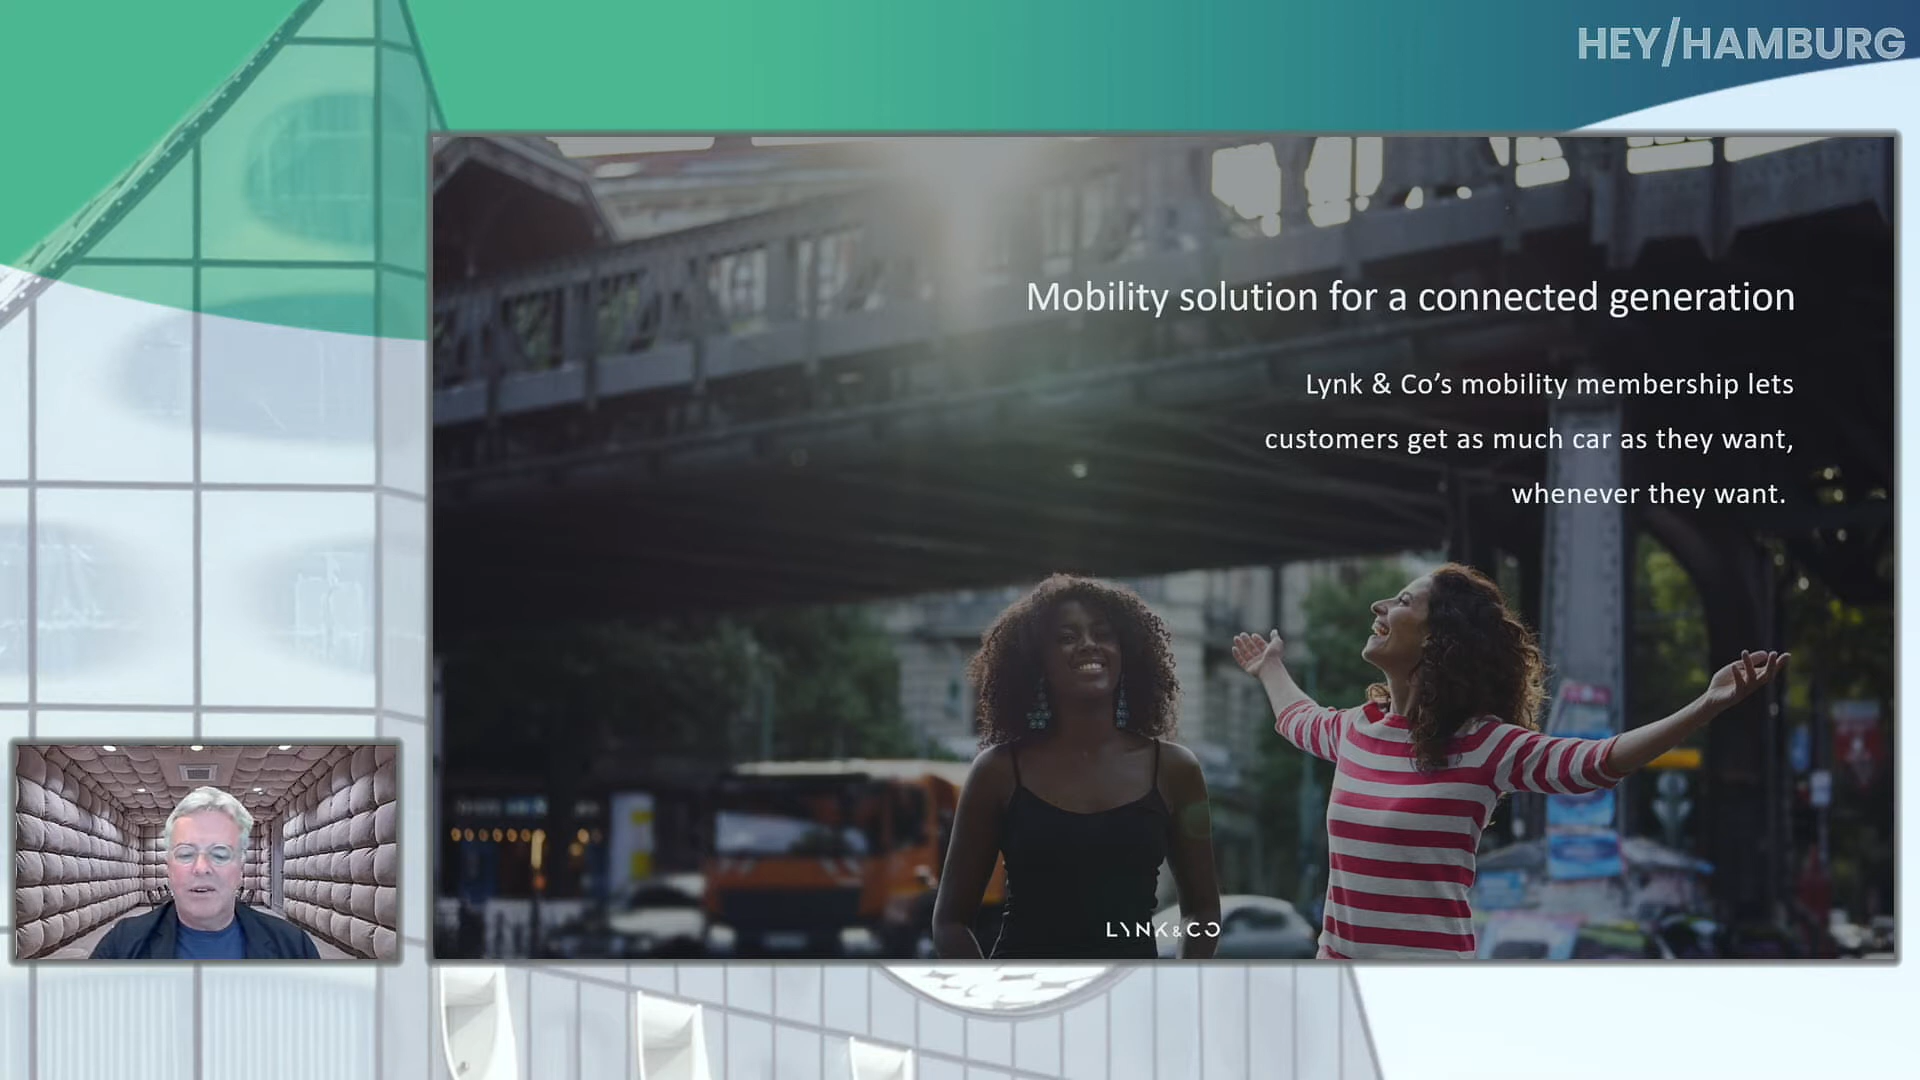 HEY/HAMBURG
Mobility solution for a connected generation
Lynk & Co’s mobility membership lets
customers get as much car as they want,
whenever they want.
LYNK&CO